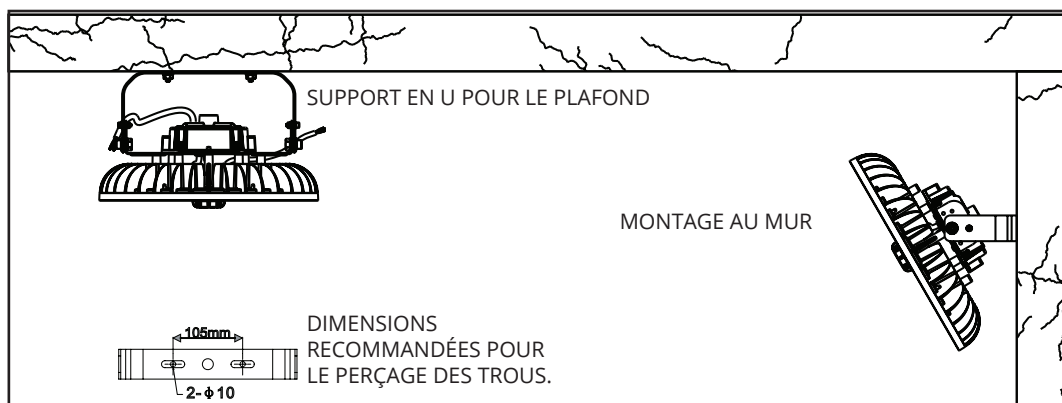 SUPPORT EN U POUR LE PLAFOND
MONTAGE AU MUR
105mm
2-ϕ10
DIMENSIONS
RECOMMANDÉES POUR
LE PERÇAGE DES TROUS.